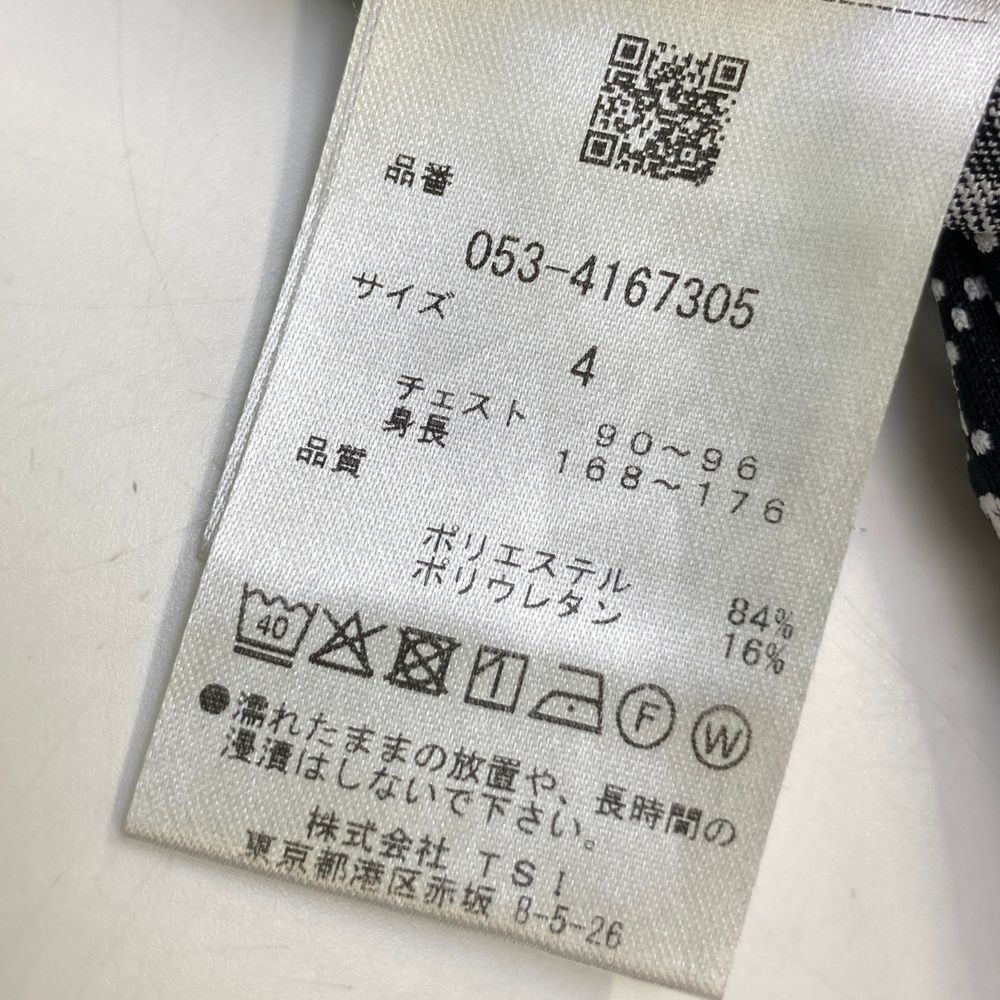 品番
053-4167305
サイズ
4
チェスト 90～96
身長 168～176
品質
ポリエステル 84%
ポリウレタン 16%
40 F W
●濡れたままの放置や、長時間の
浸漬はしないで下さい。
株式会社 TSI
東京都港区赤坂 8-5-26